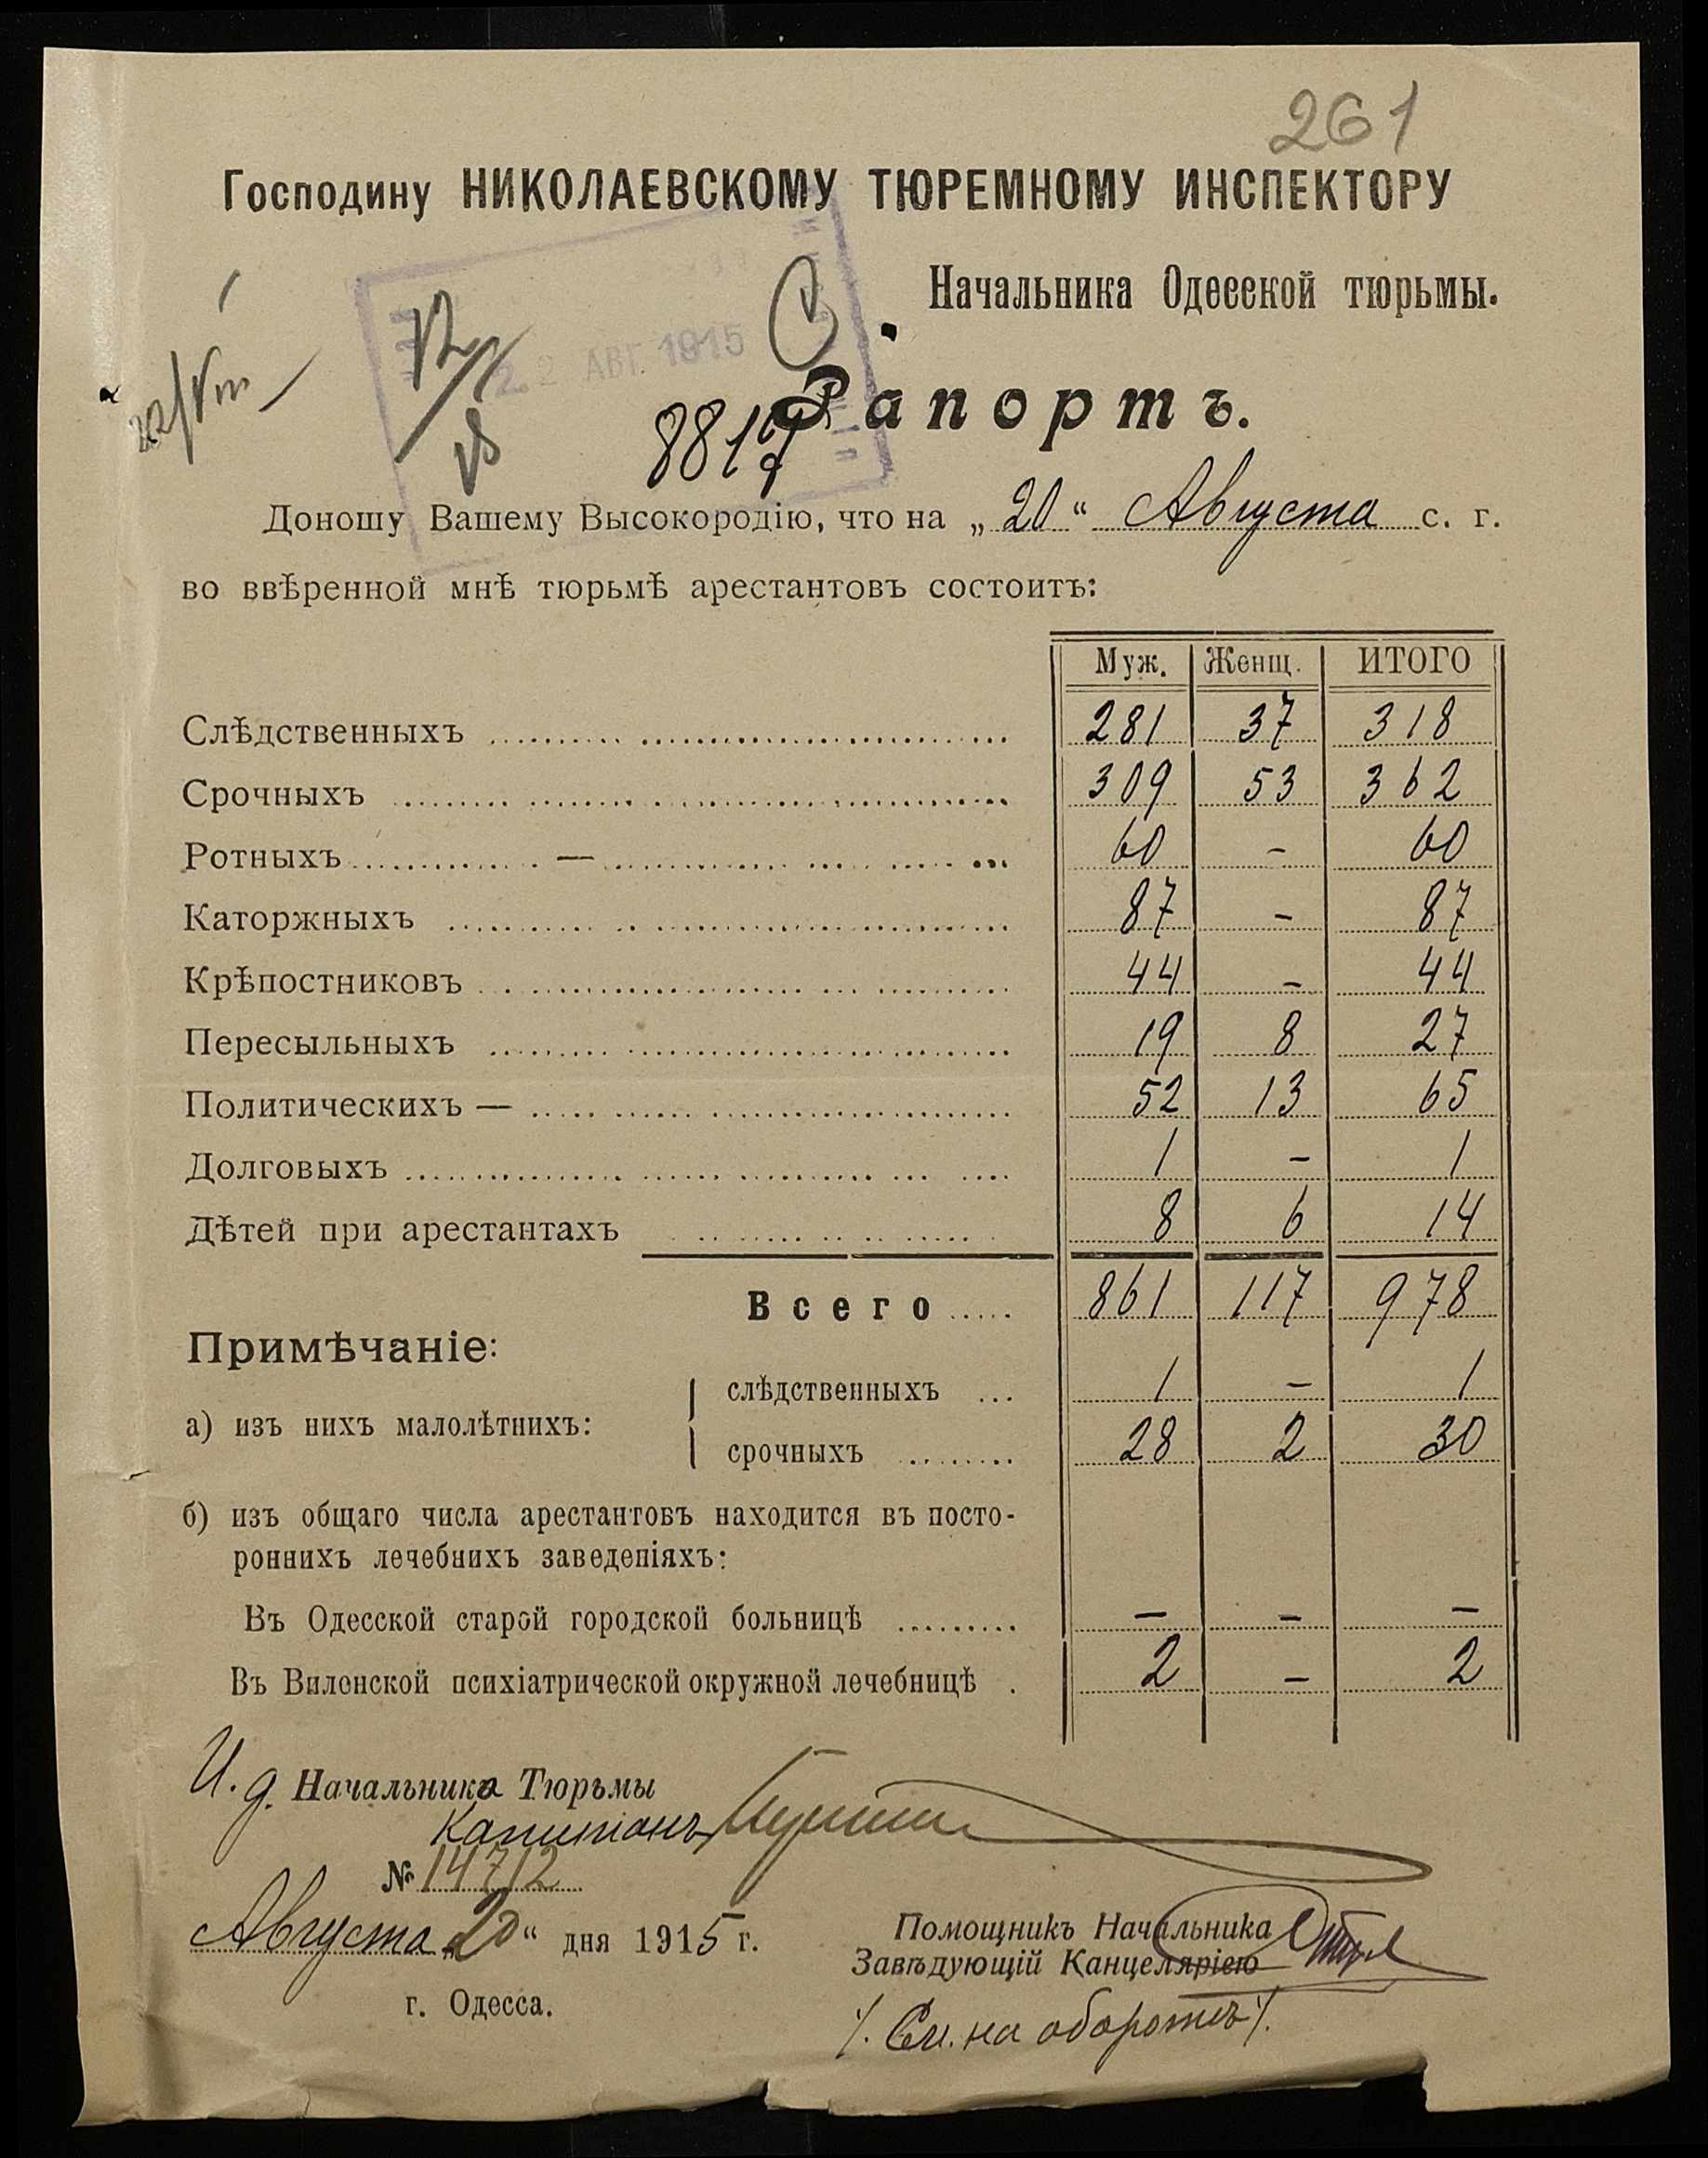 261
Господину НИКОЛАЕВСКОМУ ТЮРЕМНОМУ ИНСПЕКТОРУ
Начальника Одесской тюрьмы.
22/VIII
22 АВГ. 1915
Рапортъ.
Доношу Вашему Высокородію, что на „20“ Августа с. г.
во ввѣренной мнѣ тюрьмѣ арестантовъ состоитъ:
Муж. Женщ. ИТОГО
Слѣдственныхъ 281 37 318
Срочныхъ 309 53 362
Ротныхъ — 60 - 60
Каторжныхъ 87 - 87
Крѣпостниковъ 44 - 44
Пересыльныхъ 19 8 27
Политическихъ — 52 13 65
Долговыхъ 1 - 1
Дѣтей при арестантахъ 8 6 14
Всего 861 117 978
Примѣчаніе:
а) изъ нихъ малолѣтнихъ:
слѣдственныхъ 1 - 1
срочныхъ 28 2 30
б) изъ общаго числа арестантовъ находится въ посто-
роннихъ лечебнихъ заведеніяхъ:
Въ Одесской старой городской больницѣ - - -
Въ Виленской психіатрической окружной лечебницѣ 2 - 2
И. д. Начальника Тюрьмы
Капитанъ
№ 14712
Августа „20“ дня 1915 г.
г. Одесса.
Помощникъ Начальника
Завѣдующій Канцеляріею
/. См. на оборотѣ /.